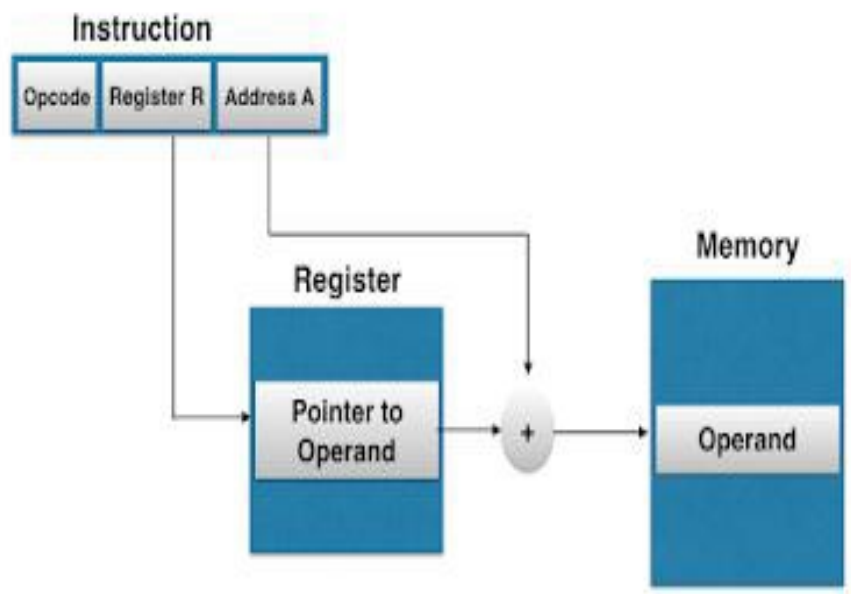 Instruction
Opcode
Register R
Address A
Register
Pointer to
Operand
+
Memory
Operand